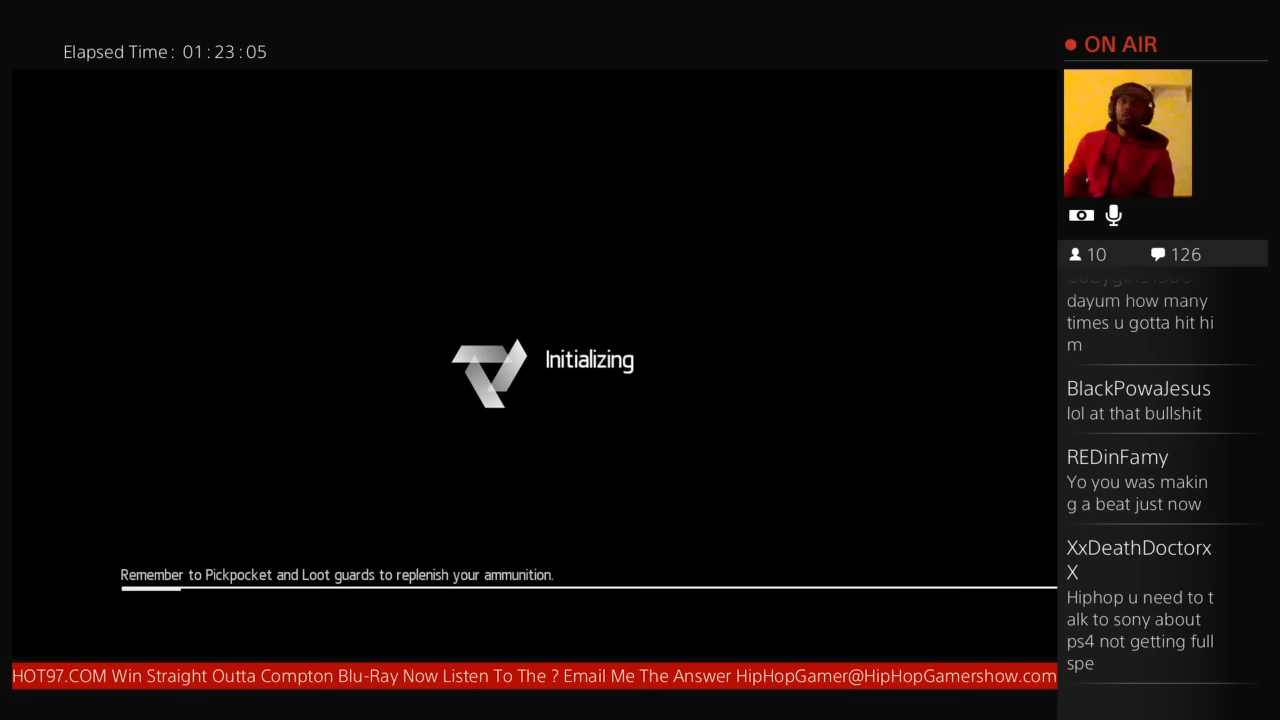 Elapsed Time: 01:23:05
ON AIR
10 126
dayum how many
times u gotta hit hi
m
BlackPowaJesus
lol at that bullshit
REDinFamy
Yo you was makin
g a beat just now
XxDeathDoctorx
X
Hiphop u need to t
alk to sony about
ps4 not getting full
spe
Initializing
Remember to Pickpocket and Loot guards to replenish your ammunition.
HOT97.COM Win Straight Outta Compton Blu-Ray Now Listen To The ? Email Me The Answer HipHopGamer@HipHopGamershow.com